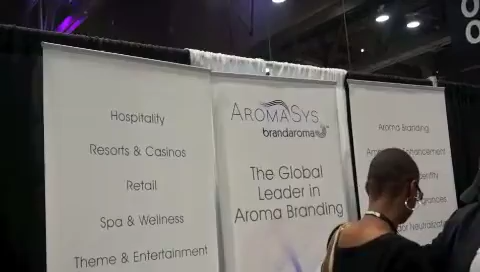 Hospitality
Resorts & Casinos
Retail
Spa & Wellness
Theme & Entertainment
AROMASYS
brandaroma
The Global
Leader in
Aroma Branding
Aroma Branding